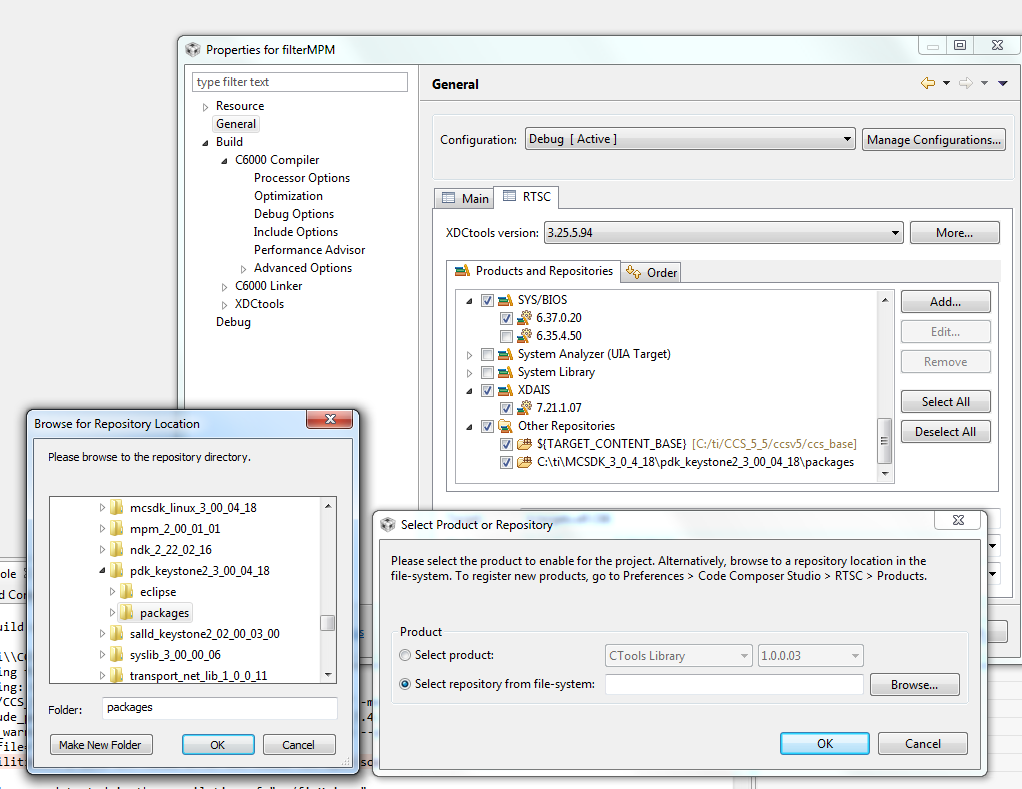 Properties for filterMPM
type filter text
Resource
General
Build
C6000 Compiler
Processor Options
Optimization
Debug Options
Include Options
Performance Advisor
Advanced Options
C6000 Linker
XDCtools
Debug
General
Configuration:
Debug [ Active ]
Manage Configurations...
Main
RTSC
XDCtools version:
3.25.5.94
More...
Products and Repositories
Order
SYS/BIOS
6.37.0.20
6.35.4.50
System Analyzer (UIA Target)
System Library
XDAIS
7.21.1.07
Other Repositories
${TARGET_CONTENT_BASE} [C:/ti/CCS_5_5/ccsv5/ccs_base]
C:\ti\MCSDK_3_0_4_18\pdk_keystone2_3_00_04_18\packages
Add...
Edit...
Remove
Select All
Deselect All
Browse for Repository Location
Please browse to the repository directory.
mcsdk_linux_3_00_04_18
mpm_2_00_01_01
ndk_2_22_02_16
pdk_keystone2_3_00_04_18
eclipse
packages
salld_keystone2_02_00_03_00
syslib_3_00_00_06
transport_net_lib_1_0_0_11
Folder:
packages
Make New Folder
OK
Cancel
Select Product or Repository
Please select the product to enable for the project. Alternatively, browse to a repository location in the
file-system. To register new products, go to Preferences > Code Composer Studio > RTSC > Products.
Product
Select product:
CTools Library
1.0.0.03
Select repository from file-system:
Browse...
OK
Cancel